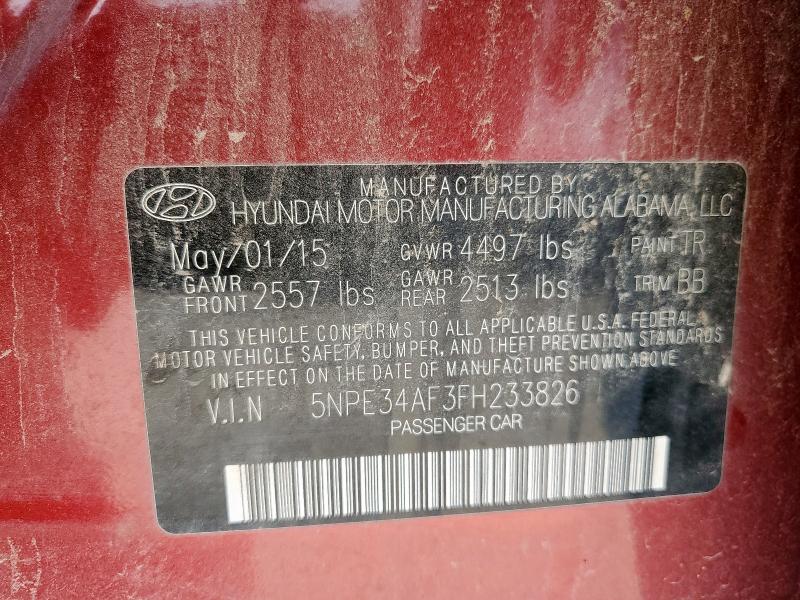 MANUFACTURED BY
HYUNDAI MOTOR MANUFACTURING ALABAMA, LLC
May/01/15 GVWR 4497 lbs PAINT TR
GAWR FRONT 2557 lbs GAWR REAR 2513 lbs TRIM BB
THIS VEHICLE CONFORMS TO ALL APPLICABLE U.S.A. FEDERAL
MOTOR VEHICLE SAFETY, BUMPER, AND THEFT PREVENTION STANDARDS
IN EFFECT ON THE DATE OF MANUFACTURE SHOWN ABOVE
V.I.N 5NPE34AF3FH233826
PASSENGER CAR